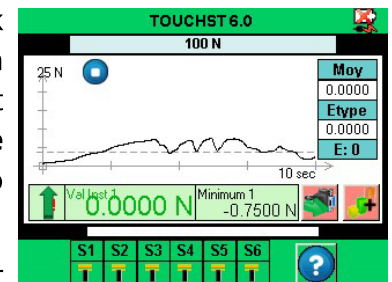 TOUCHST 6.0
100 N
25 N
Moy
0.0000
Etype
0.0000
E: 0
10 sec
Val Inst 1
0.0000 N
Minimum 1
-0.7500 N
S1 S2 S3 S4 S5 S6
?